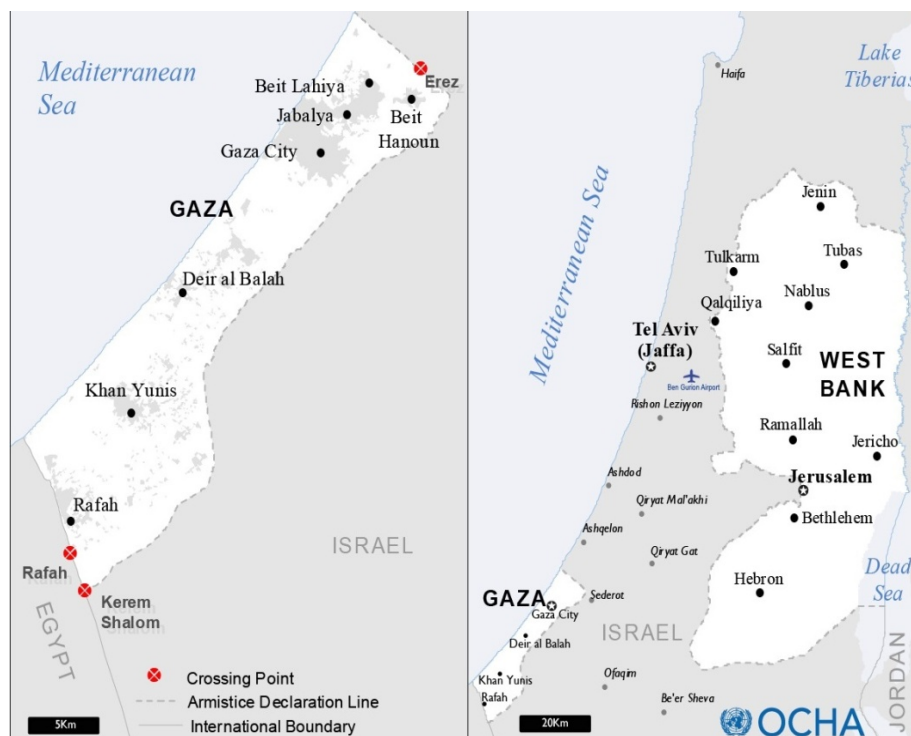 Mediterranean
Sea
Erez
Beit Lahiya
Jabalya
Beit
Hanoun
Gaza City
GAZA
Deir al Balah
Khan Yunis
Rafah
ISRAEL
Rafah
Kerem
Shalom
EGYPT
Crossing Point
Armistice Declaration Line
International Boundary
5Km
Lake
Tiberias
Haifa
Mediterranean Sea
Jenin
Tubas
Tulkarm
Nablus
Qalqiliya
Tel Aviv
(Jaffa)
Ben Gurion Airport
Salfit
WEST
BANK
Rishon Leziyyon
Ramallah
Jericho
Jerusalem
Ashdod
Qiryat Mal'akhi
Bethlehem
Ashqelon
Qiryat Gat
Dead
Sea
Hebron
GAZA
Sederot
Gaza City
ISRAEL
Deir al Balah
Khan Yunis
Ofaqim
Rafah
Be'er Sheva
JORDAN
20Km
OCHA